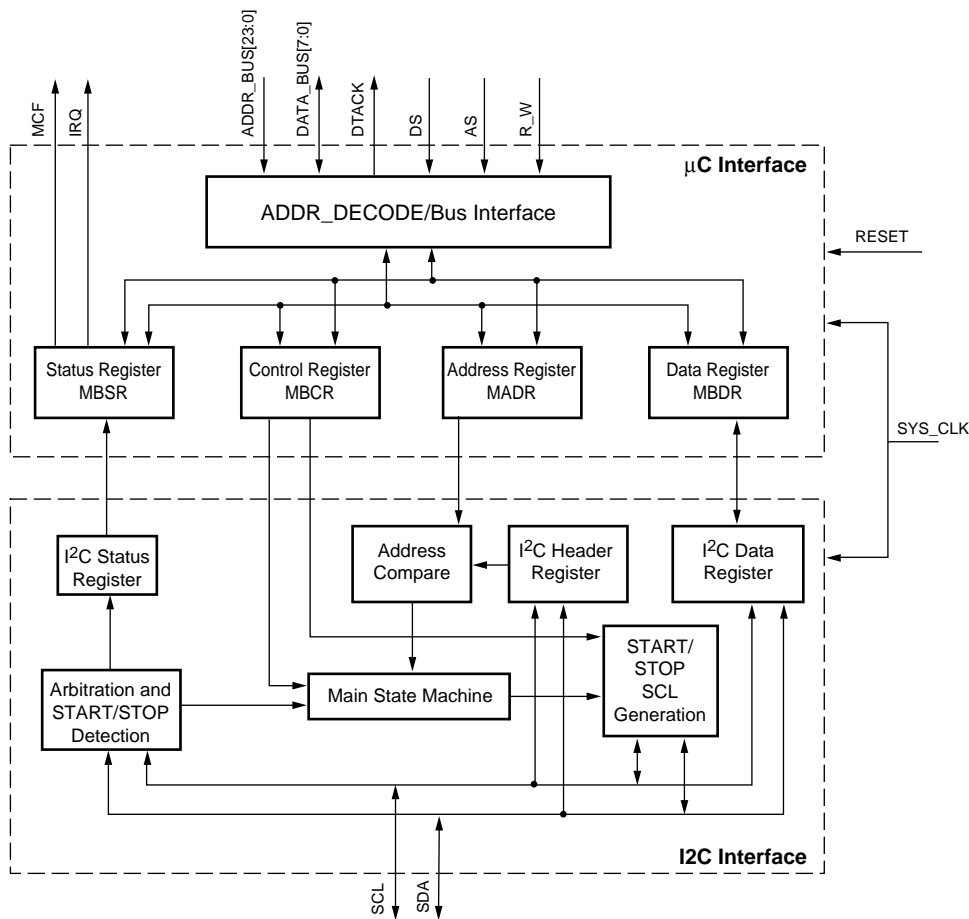 MCF
IRQ
ADDR_BUS[23:0]
DATA_BUS[7:0]
DTACK
DS
AS
R_W
µC Interface
ADDR_DECODE/Bus Interface
RESET
Status Register
MBSR
Control Register
MBCR
Address Register
MADR
Data Register
MBDR
SYS_CLK
I²C Status
Register
Address
Compare
I²C Header
Register
I²C Data
Register
Arbitration and
START/STOP
Detection
Main State Machine
START/
STOP
SCL
Generation
I2C Interface
SCL
SDA